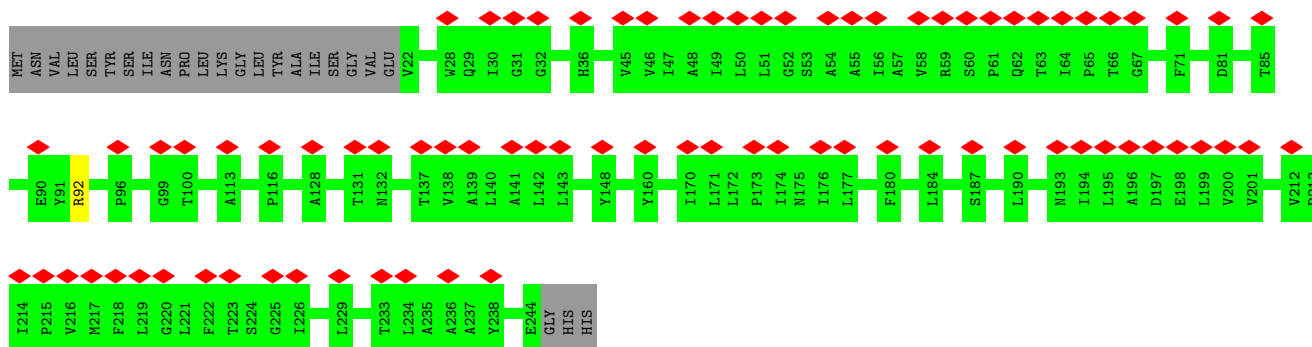 MET ASN VAL LEU SER TYR SER ILE ASN PRO LEU LYS GLY LEU TYR ALA ILE SER GLY VAL GLU V22 W28 Q29 I30 G31 G32 H36 V45 V46 I47 A48 I49 L50 L51 G52 S53 A54 A55 I56 A57 V58 R59 S60 P61 Q62 T63 I64 P65 T66 G67 F71 D81 T85
E90 Y91 R92 P96 G99 T100 A113 P116 A128 T131 N132 T137 V138 A139 L140 A141 L142 L143 Y148 Y160 I170 L171 L172 P173 I174 N175 I176 L177 F180 L184 S187 L190 N193 I194 L195 A196 D197 E198 L199 V200 V201 V212
I214 P215 V216 M217 F218 L219 G220 L221 F222 T223 S224 G225 I226 L229 T233 L234 A235 A236 A237 Y238 E244 GLY HIS HIS